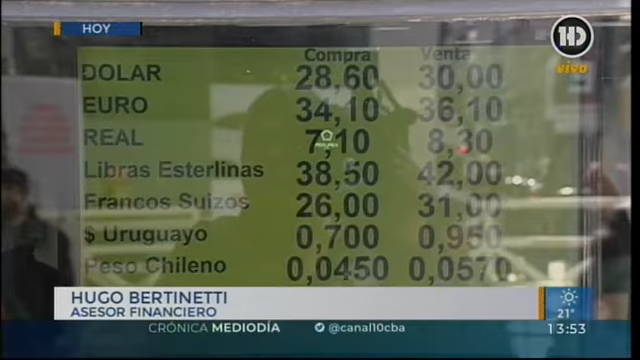 HOY
HD
vivo
Compra Venta
DOLAR 28,60 30,00
EURO 34,10 36,10
REAL 7,10 8,30
Libras Esterlinas 38,50 42,00
Francos Suizos 26,00 31,00
$ Uruguayo 0,700 0,950
Peso Chileno 0,0450 0,0570
HUGO BERTINETTI
ASESOR FINANCIERO
21°
CRÓNICA MEDIODÍA @canal10cba 13:53